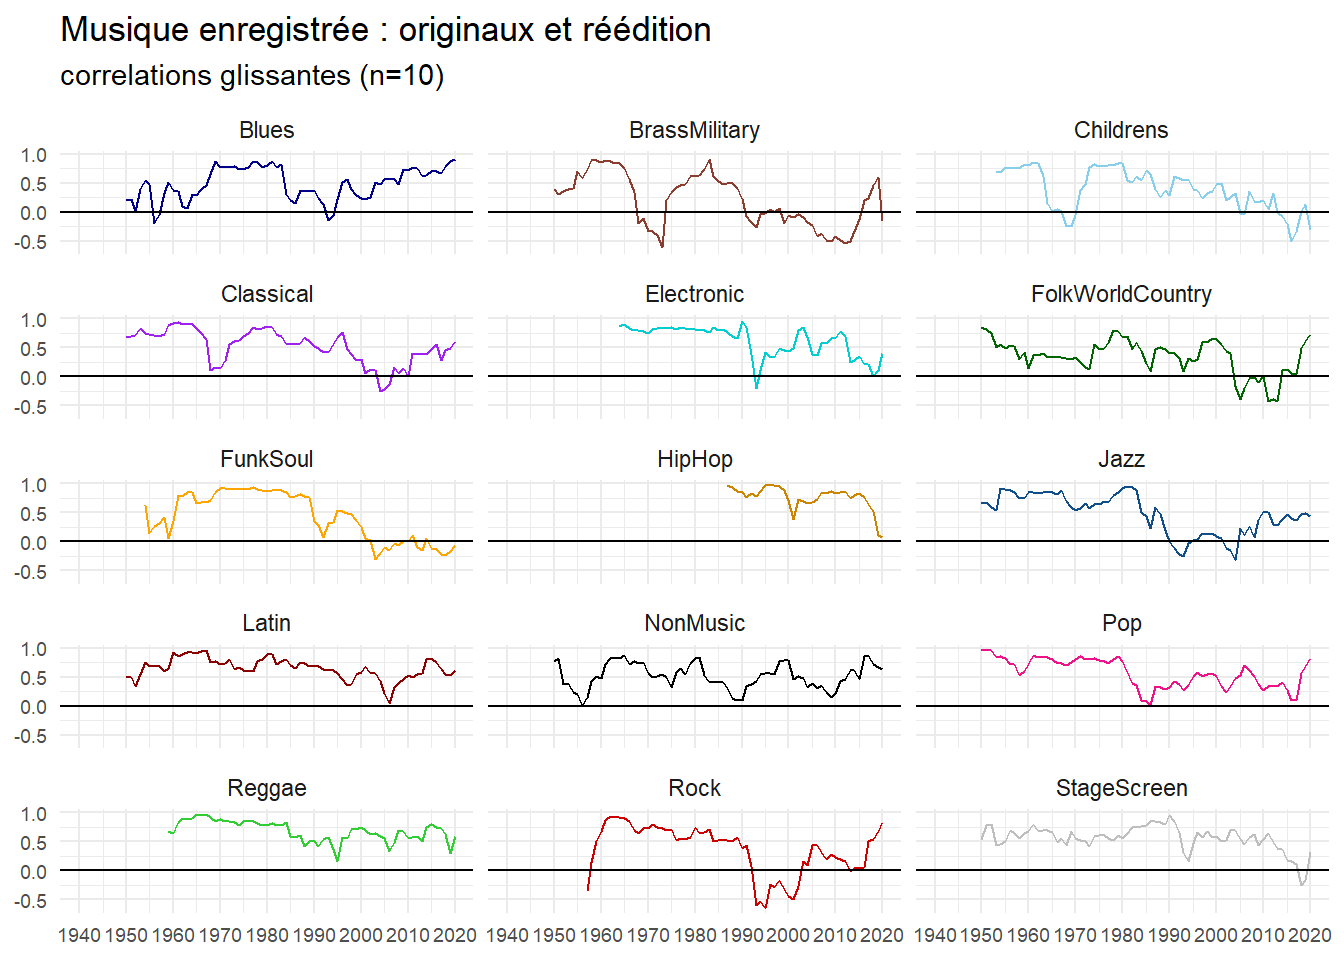 Musique enregistrée : originaux et réédition
correlations glissantes (n=10)
Blues BrassMilitary Childrens
1.0
0.5
0.0
-0.5
Classical Electronic FolkWorldCountry
1.0
0.5
0.0
-0.5
FunkSoul HipHop Jazz
1.0
0.5
0.0
-0.5
Latin NonMusic Pop
1.0
0.5
0.0
-0.5
Reggae Rock StageScreen
1.0
0.5
0.0
-0.5
1940 1950 1960 1970 1980 1990 2000 2010 2020 1940 1950 1960 1970 1980 1990 2000 2010 2020 1940 1950 1960 1970 1980 1990 2000 2010 2020